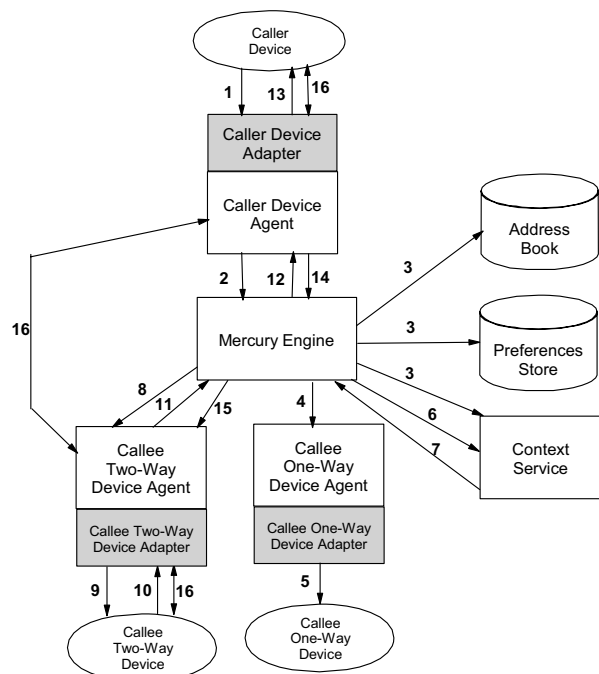 Caller
Device
1
13
16
Caller Device
Adapter
Caller Device
Agent
2
12
14
3
Address
Book
16
Mercury Engine
3
Preferences
Store
3
8
11
15
4
6
7
Callee
Two-Way
Device Agent
Callee
One-Way
Device Agent
Context
Service
Callee Two-Way
Device Adapter
Callee One-Way
Device Adapter
9
10
16
5
Callee
Two-Way
Device
Callee
One-Way
Device